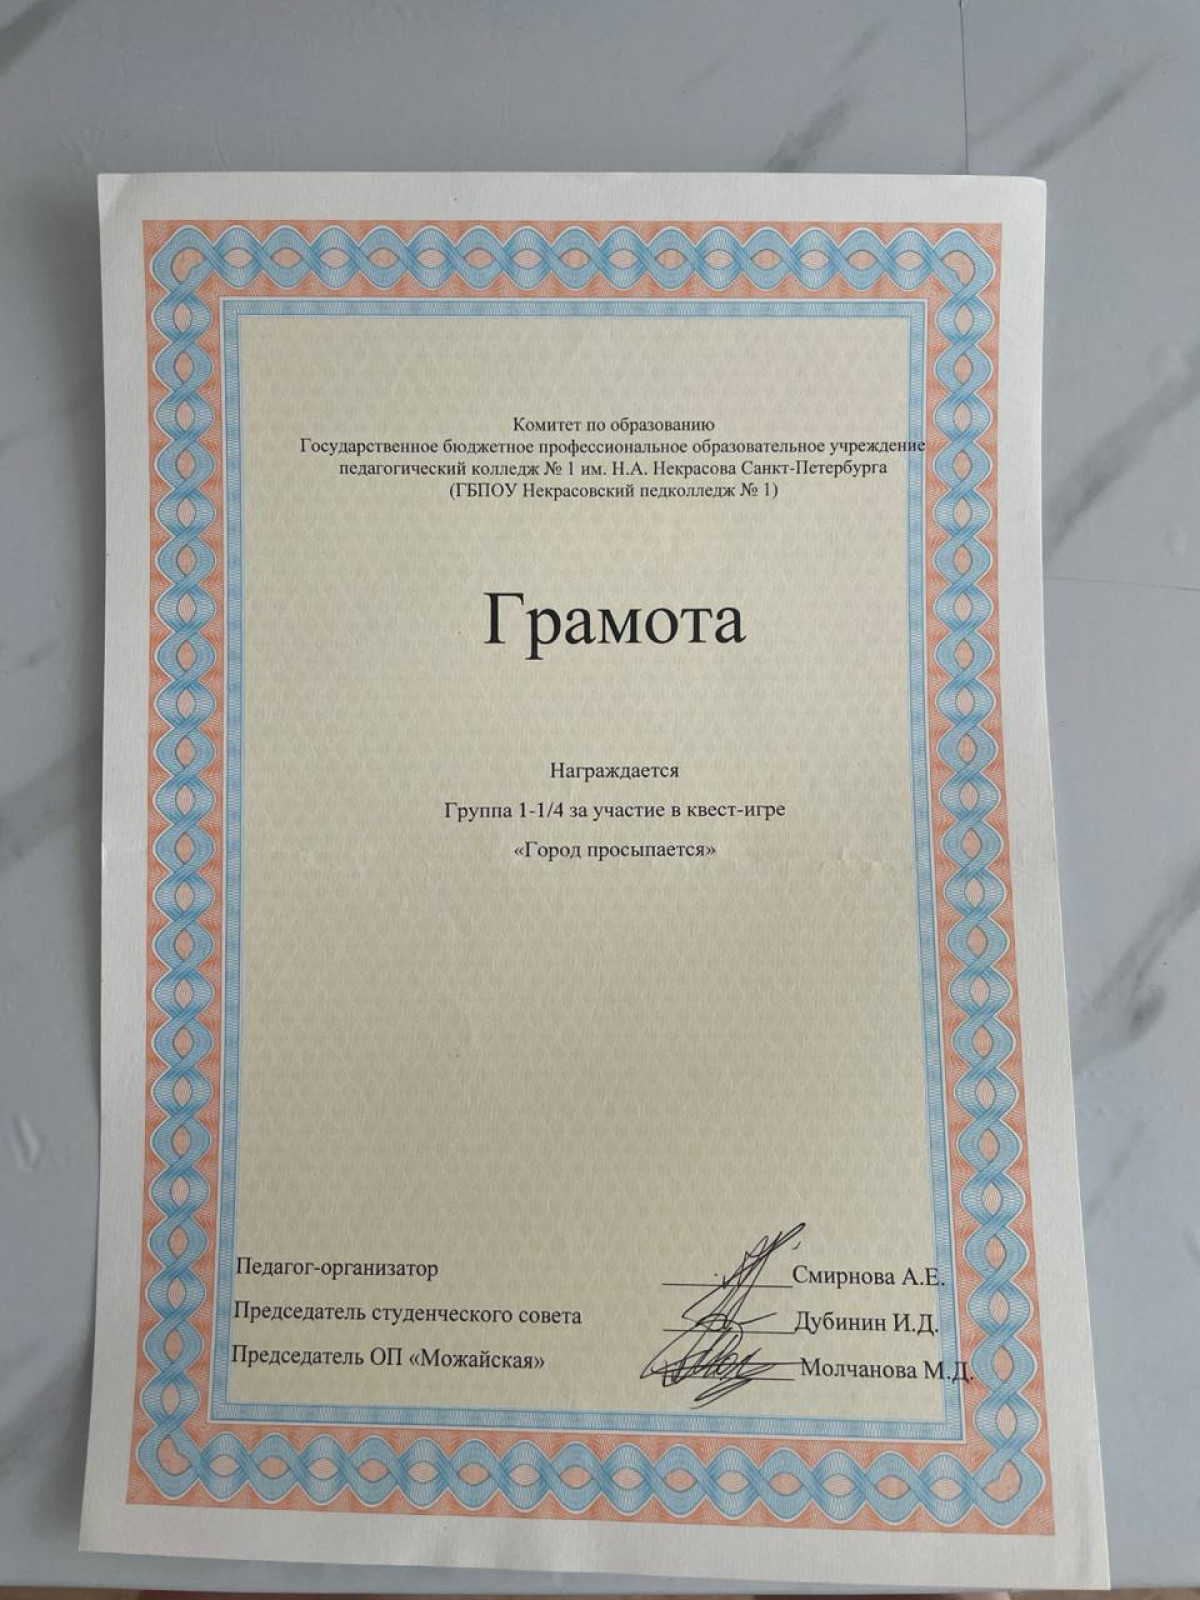 Комитет по образованию
Государственное бюджетное профессиональное образовательное учреждение
педагогический колледж № 1 им. Н.А. Некрасова Санкт-Петербурга
(ГБПОУ Некрасовский педколледж № 1)
Грамота
Награждается
Группа 1-1/4 за участие в квест-игре
«Город просыпается»
Педагог-организатор Смирнова А.Е.
Председатель студенческого совета Дубинин И.Д.
Председатель ОП «Можайская» Молчанова М.Д.